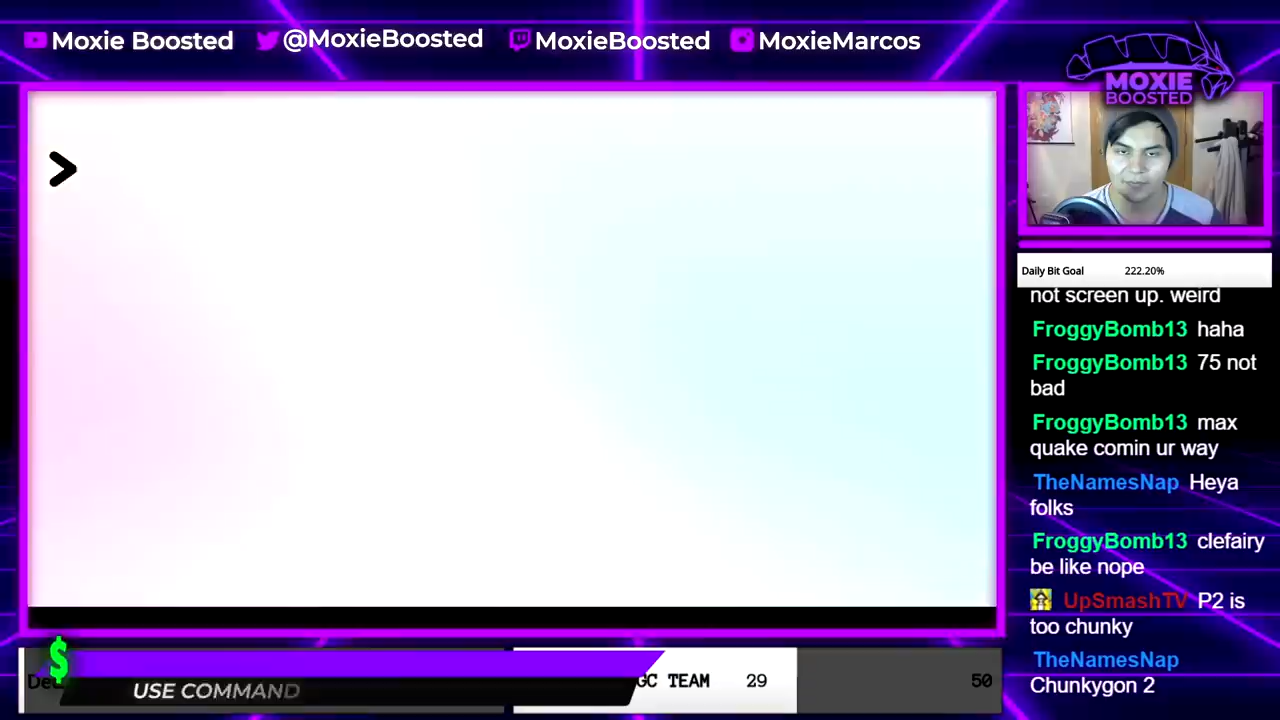 Moxie Boosted @MoxieBoosted MoxieBoosted MoxieMarcos
MOXIE
BOOSTED
>
Daily Bit Goal 222.20%
not screen up. weird
FroggyBomb13 haha
FroggyBomb13 75 not
bad
FroggyBomb13 max
quake comin ur way
TheNamesNap Heya
folks
FroggyBomb13 clefairy
be like nope
UpSmashTV P2 is
too chunky
TheNamesNap
Chunkygon 2
$
USE COMMAND
GC TEAM 29
50